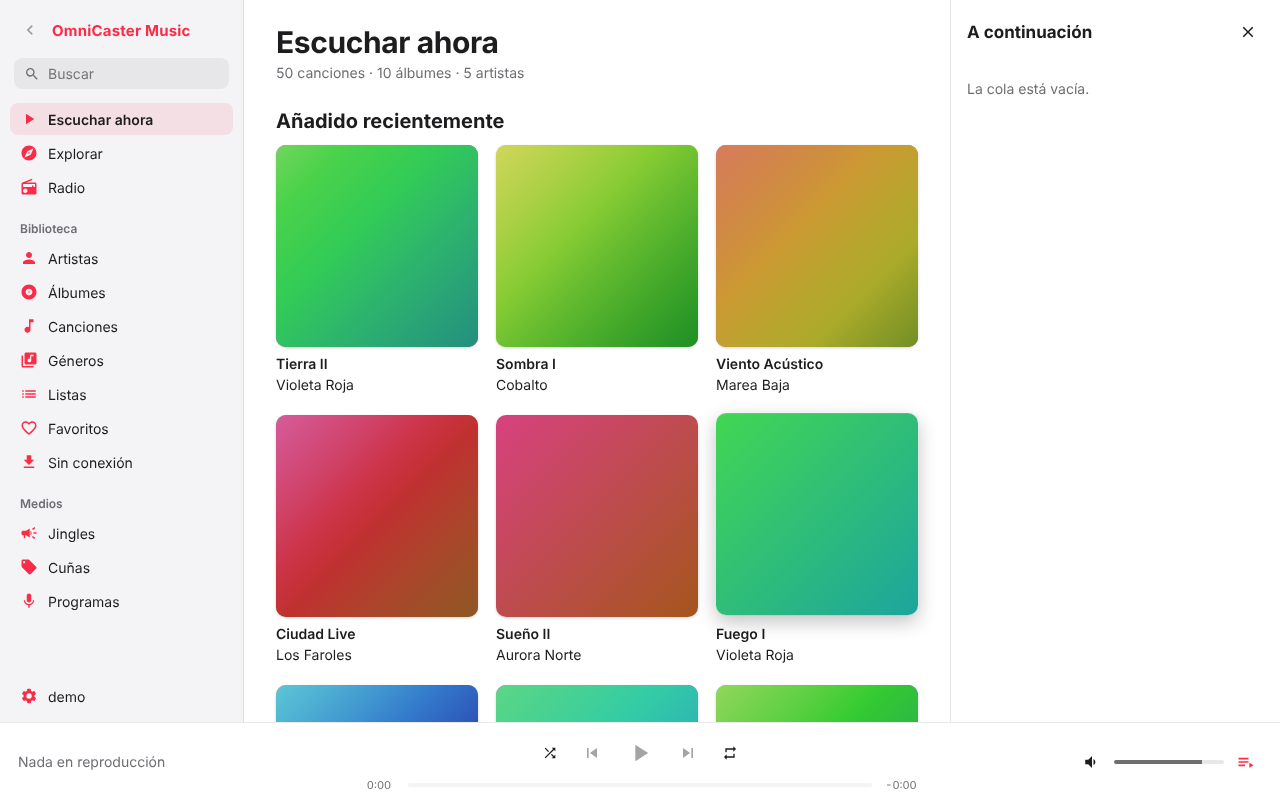 OmniCaster Music
Buscar
Escuchar ahora
Explorar
Radio
Biblioteca
Artistas
Álbumes
Canciones
Géneros
Listas
Favoritos
Sin conexión
Medios
Jingles
Cuñas
Programas
demo
Escuchar ahora
50 canciones · 10 álbumes · 5 artistas
Añadido recientemente
Tierra II
Violeta Roja
Sombra I
Cobalto
Viento Acústico
Marea Baja
Ciudad Live
Los Faroles
Sueño II
Aurora Norte
Fuego I
Violeta Roja
A continuación
La cola está vacía.
Nada en reproducción
0:00
-0:00